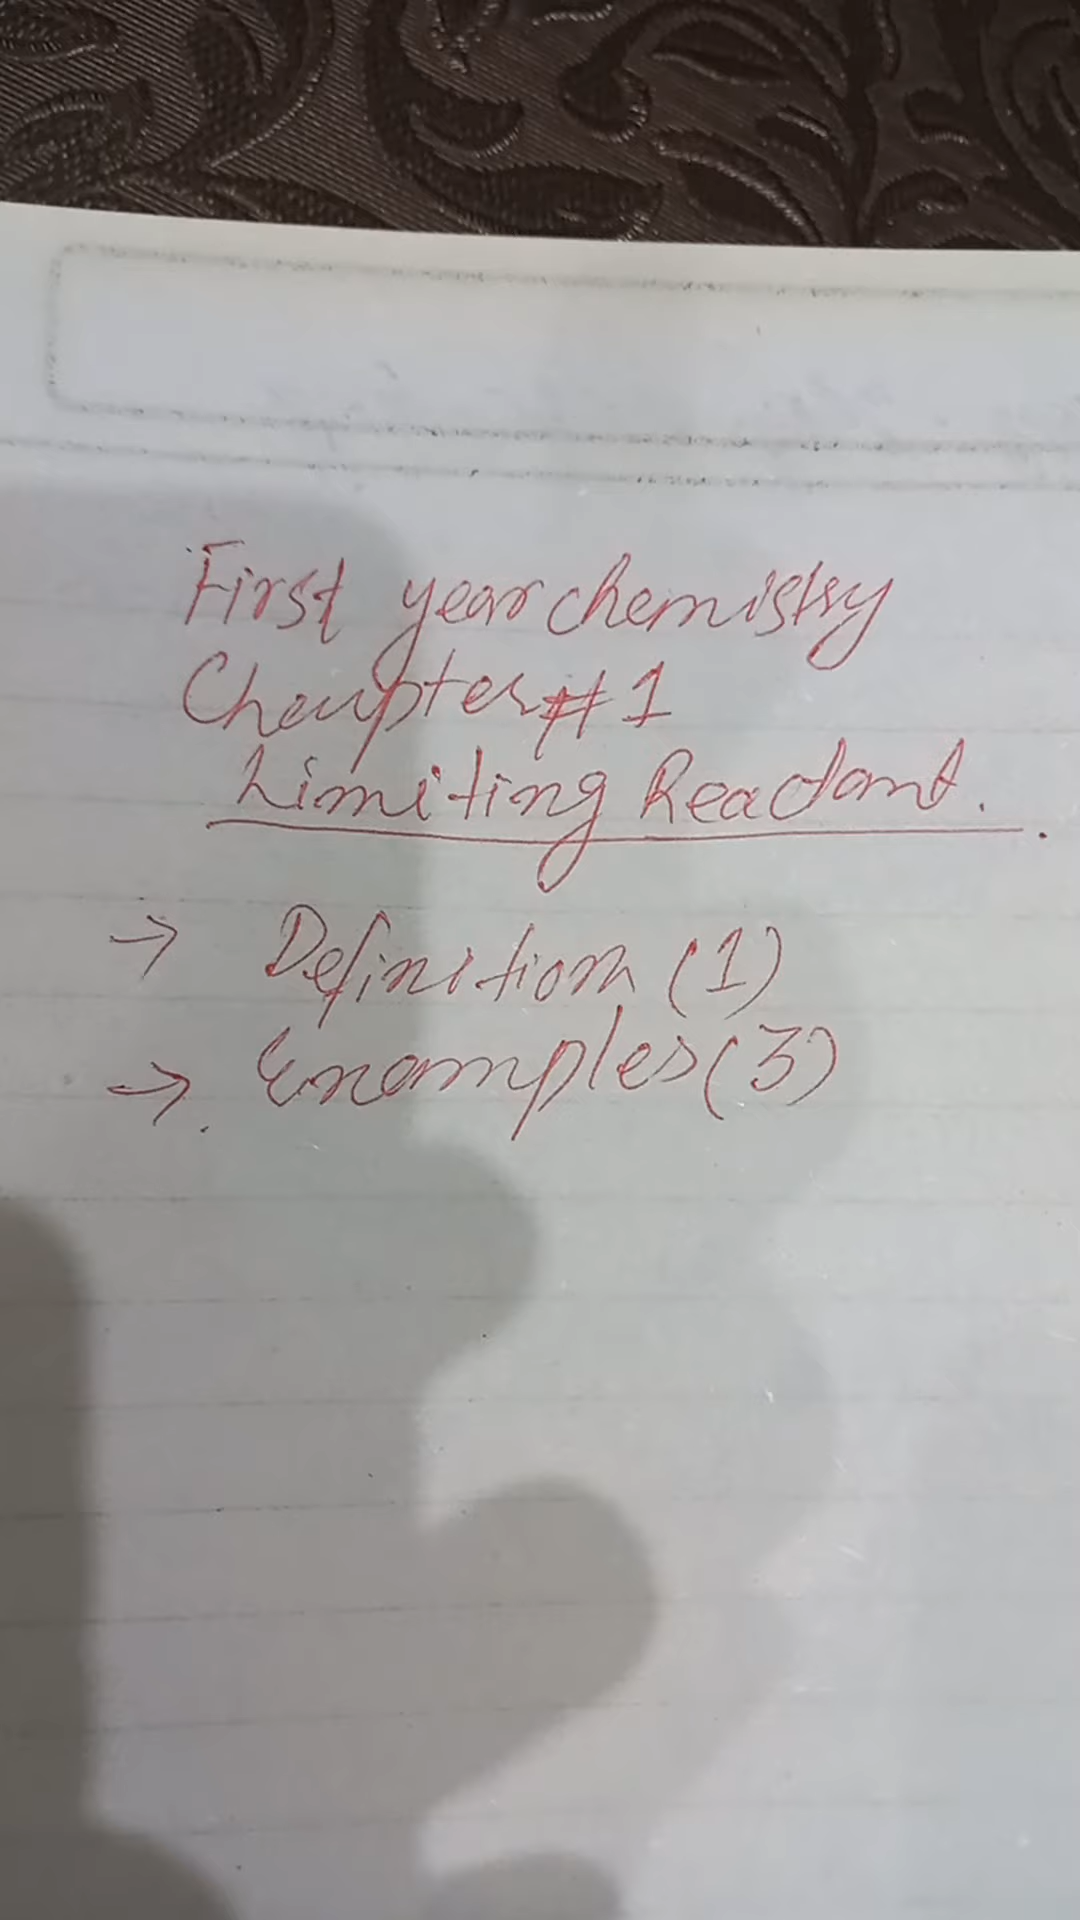 First year chemistry
Chapter # 1
Limiting Reactant.
→ Definition (1)
→ Examples (3)